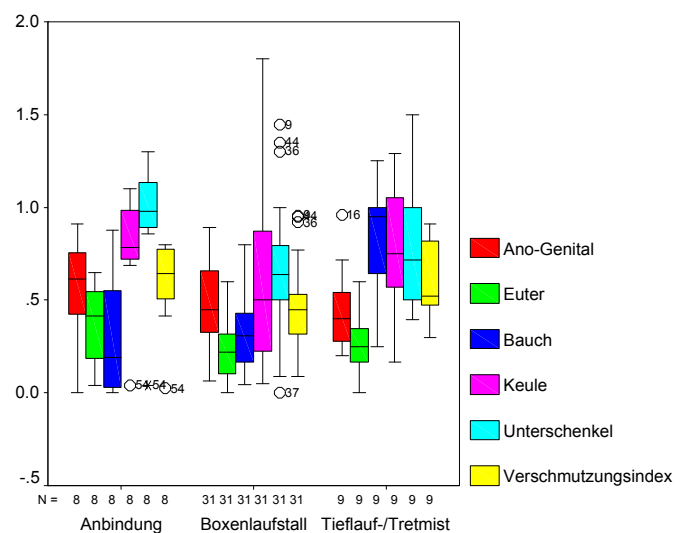 2.0
1.5
1.0
.5
0.0
-.5
9
44
36
54
54
54
37
36
16
N = 8 8 8 8 8 8 31 31 31 31 31 31 9 9 9 9 9 9
Anbindung Boxenlaufstall Tieflauf-/Tretmist
Ano-Genital
Euter
Bauch
Keule
Unterschenkel
Verschmutzungsindex